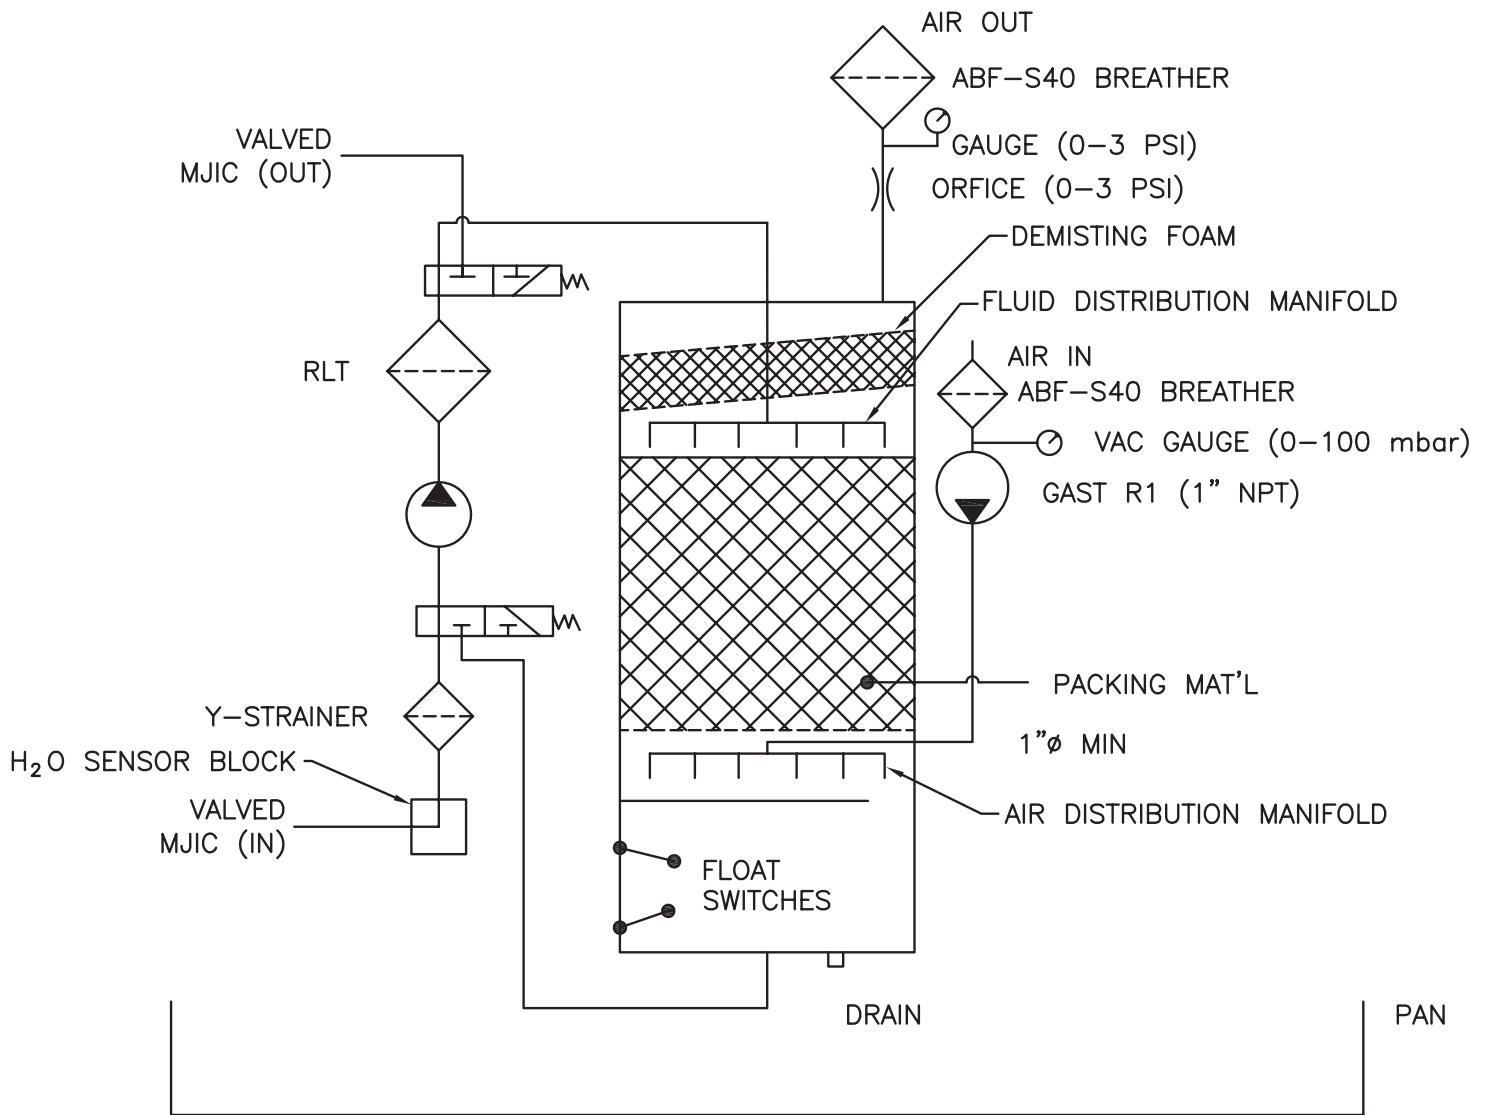 AIR OUT
ABF-S40 BREATHER
GAUGE (0-3 PSI)
ORFICE (0-3 PSI)
VALVED
MJIC (OUT)
DEMISTING FOAM
FLUID DISTRIBUTION MANIFOLD
AIR IN
ABF-S40 BREATHER
RLT
VAC GAUGE (0-100 mbar)
GAST R1 (1" NPT)
PACKING MAT'L
Y-STRAINER
1"ø MIN
H₂O SENSOR BLOCK
VALVED
MJIC (IN)
AIR DISTRIBUTION MANIFOLD
FLOAT
SWITCHES
DRAIN
PAN